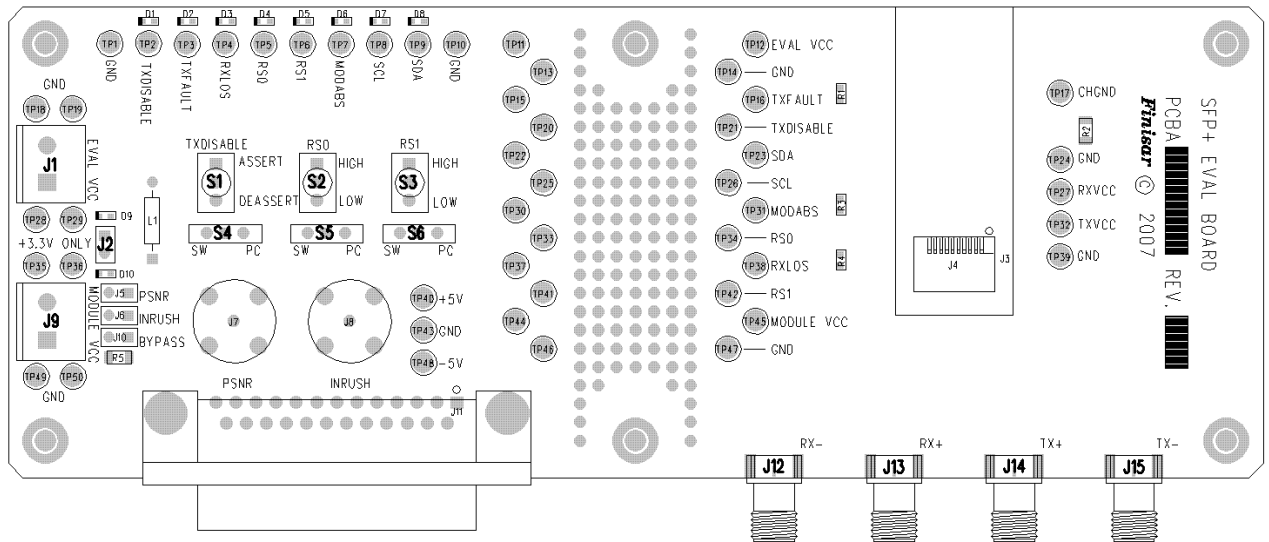 D1 D2 D3 D4 D5 D6 D7 D8
TP1 TP2 TP3 TP4 TP5 TP6 TP7 TP8 TP9 TP10
GND TXDISABLE TXFAULT RXLOS RS0 RS1 MODABS SCL SDA GND
GND
TP18 TP19
J1
EVAL VCC
TP28 TP29
+3.3V ONLY
TP35 TP36
J9
MODULE VCC
TP49 TP50
GND
D9
J2
D10
L1
J5 PSNR
J6 INRUSH
J10 BYPASS
R5
TXDISABLE RS0 RS1
S1 ASSERT DEASSERT
S2 HIGH LOW
S3 HIGH LOW
S4 S5 S6
SW PC SW PC SW PC
J7 J8
PSNR INRUSH
TP40 +5V
TP43 GND
TP48 -5V
J11
TP11
TP13
TP15
TP20
TP22
TP25
TP30
TP33
TP37
TP41
TP44
TP46
TP12 EVAL VCC
TP14 GND
TP16 TXFAULT
TP21 TXDISABLE
TP23 SDA
TP26 SCL
TP31 MODABS
TP34 RS0
TP38 RXLOS
TP42 RS1
TP45 MODULE VCC
TP47 GND
R1
R3
R4
J4 J3
TP17 CHGND
R2
TP24 GND
TP27 RXVCC
TP32 TXVCC
TP39 GND
SFP+ EVAL BOARD
PCBA REV.
Finisar © 2007
RX- RX+ TX+ TX-
J12 J13 J14 J15